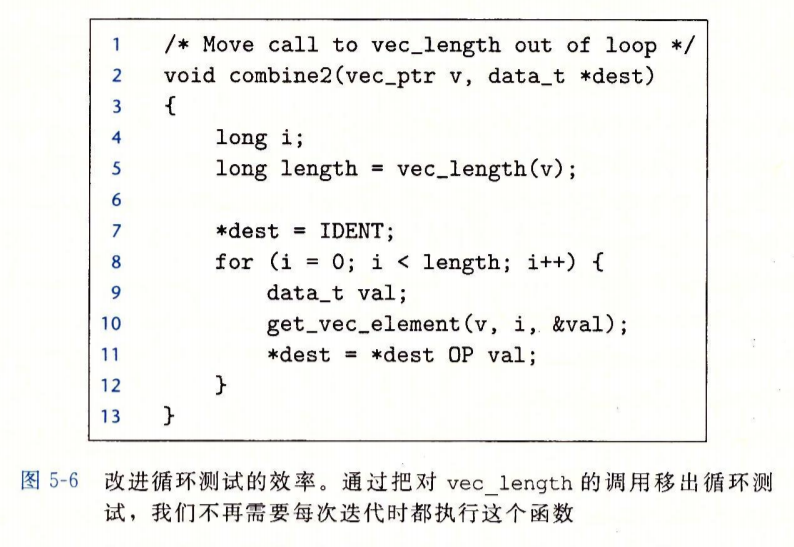 1 /* Move call to vec_length out of loop */
2 void combine2(vec_ptr v, data_t *dest)
3 {
4     long i;
5     long length = vec_length(v);
6
7     *dest = IDENT;
8     for (i = 0; i < length; i++) {
9         data_t val;
10         get_vec_element(v, i, &val);
11         *dest = *dest OP val;
12     }
13 }
图 5-6 改进循环测试的效率。通过把对 vec_length 的调用移出循环测
试，我们不再需要每次迭代时都执行这个函数